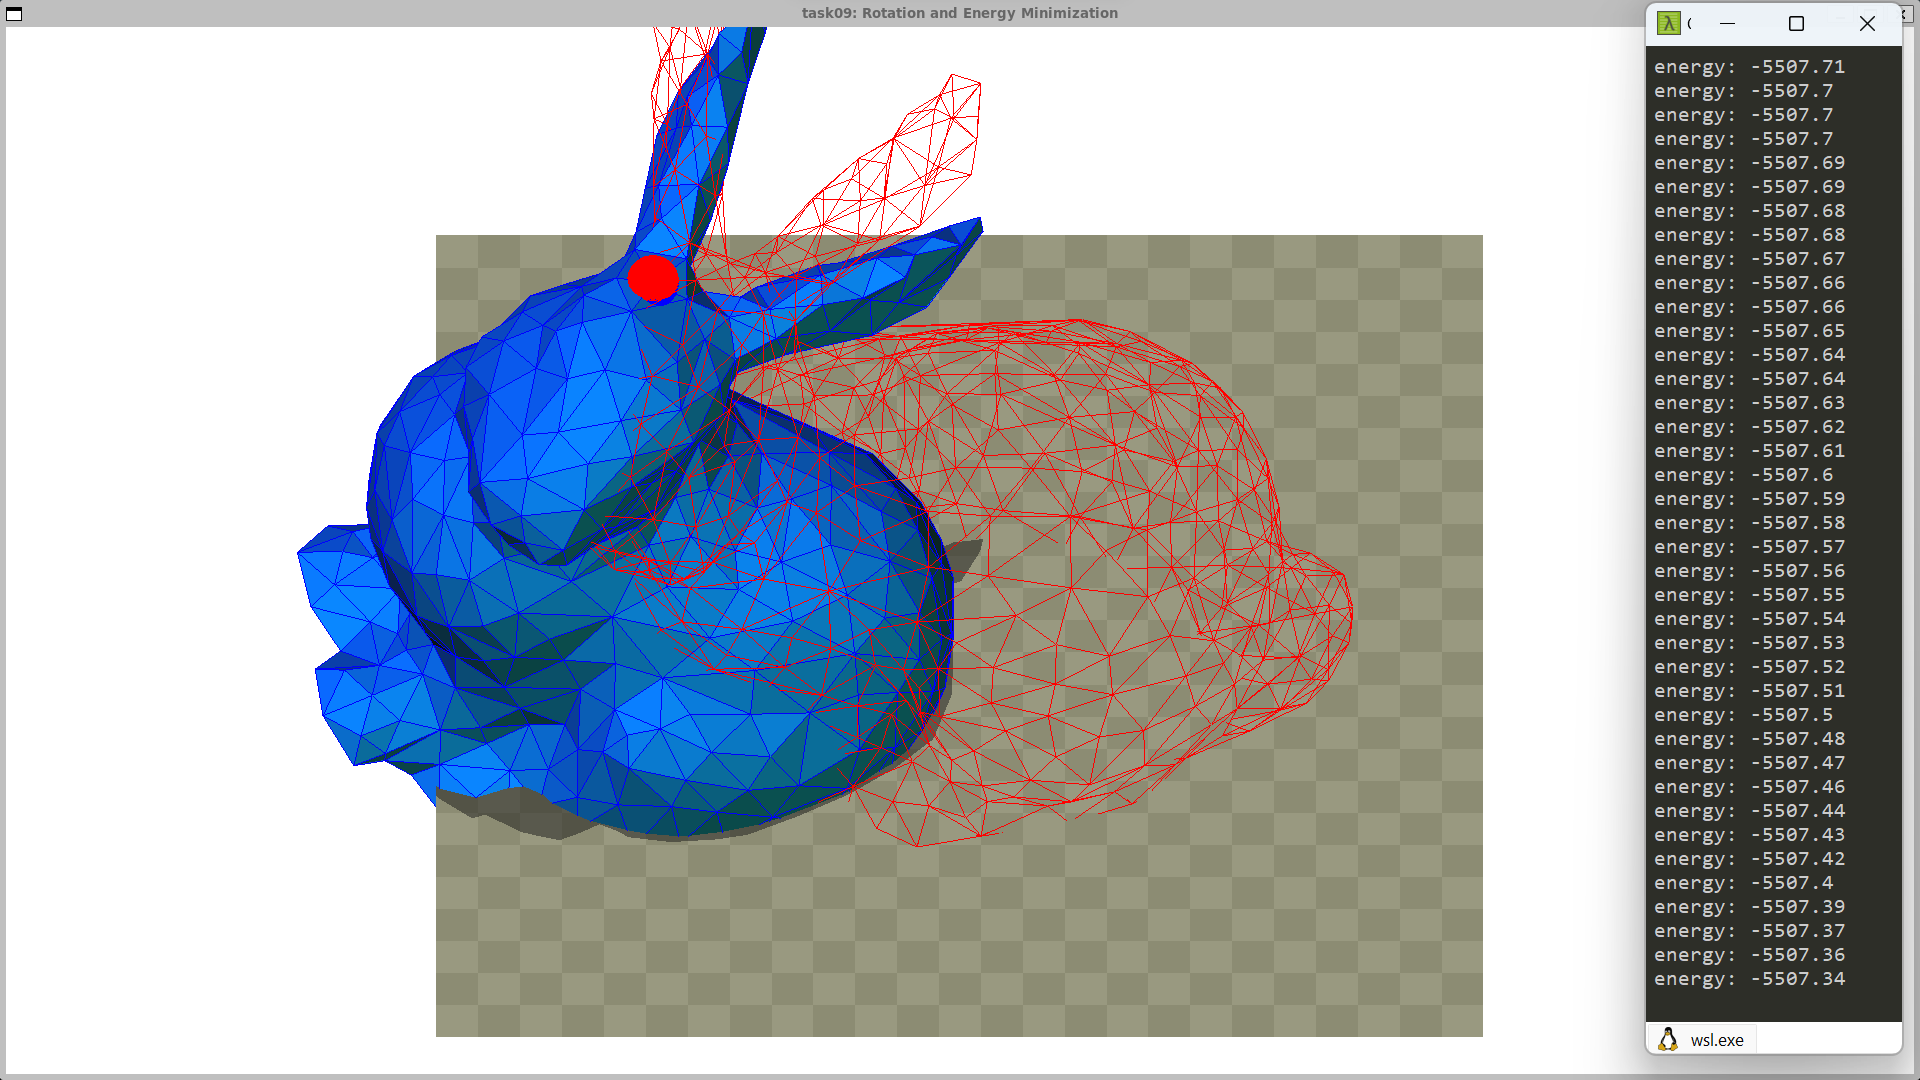 task09: Rotation and Energy Minimization
energy: -5507.71
energy: -5507.7
energy: -5507.7
energy: -5507.7
energy: -5507.69
energy: -5507.69
energy: -5507.68
energy: -5507.68
energy: -5507.67
energy: -5507.66
energy: -5507.66
energy: -5507.65
energy: -5507.64
energy: -5507.64
energy: -5507.63
energy: -5507.62
energy: -5507.61
energy: -5507.6
energy: -5507.59
energy: -5507.58
energy: -5507.57
energy: -5507.56
energy: -5507.55
energy: -5507.54
energy: -5507.53
energy: -5507.52
energy: -5507.51
energy: -5507.5
energy: -5507.48
energy: -5507.47
energy: -5507.46
energy: -5507.44
energy: -5507.43
energy: -5507.42
energy: -5507.4
energy: -5507.39
energy: -5507.37
energy: -5507.36
energy: -5507.34
wsl.exe